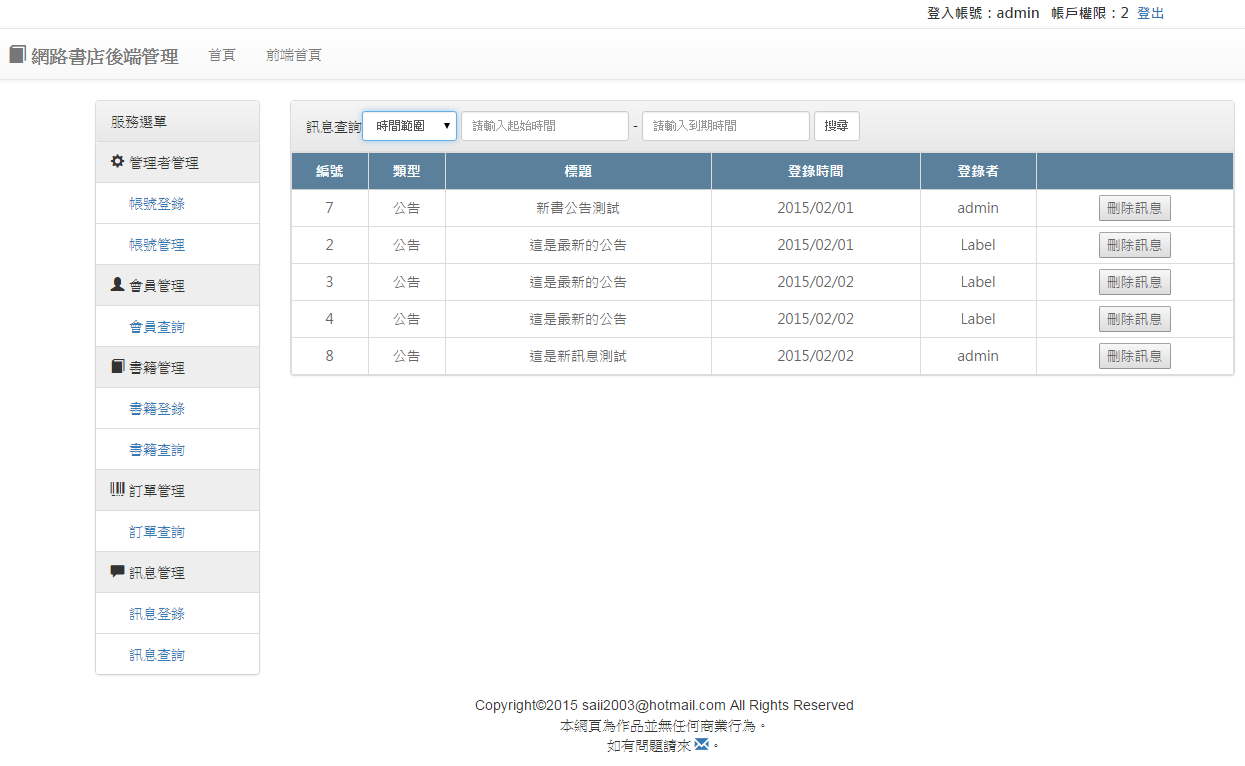 登入帳號：admin 帳戶權限：2 登出
網路書店後端管理 首頁 前端首頁
服務選單
管理者管理
帳號登錄
帳號管理
會員管理
會員查詢
書籍管理
書籍登錄
書籍查詢
訂單管理
訂單查詢
訊息管理
訊息登錄
訊息查詢
訊息查詢 時間範圍 請輸入起始時間 - 請輸入到期時間 搜尋
編號 類型 標題 登錄時間 登錄者
7 公告 新書公告測試 2015/02/01 admin 刪除訊息
2 公告 這是最新的公告 2015/02/01 Label 刪除訊息
3 公告 這是最新的公告 2015/02/02 Label 刪除訊息
4 公告 這是最新的公告 2015/02/02 Label 刪除訊息
8 公告 這是新訊息測試 2015/02/02 admin 刪除訊息
Copyright©2015 saii2003@hotmail.com All Rights Reserved
本網頁為作品並無任何商業行為。
如有問題請來 。